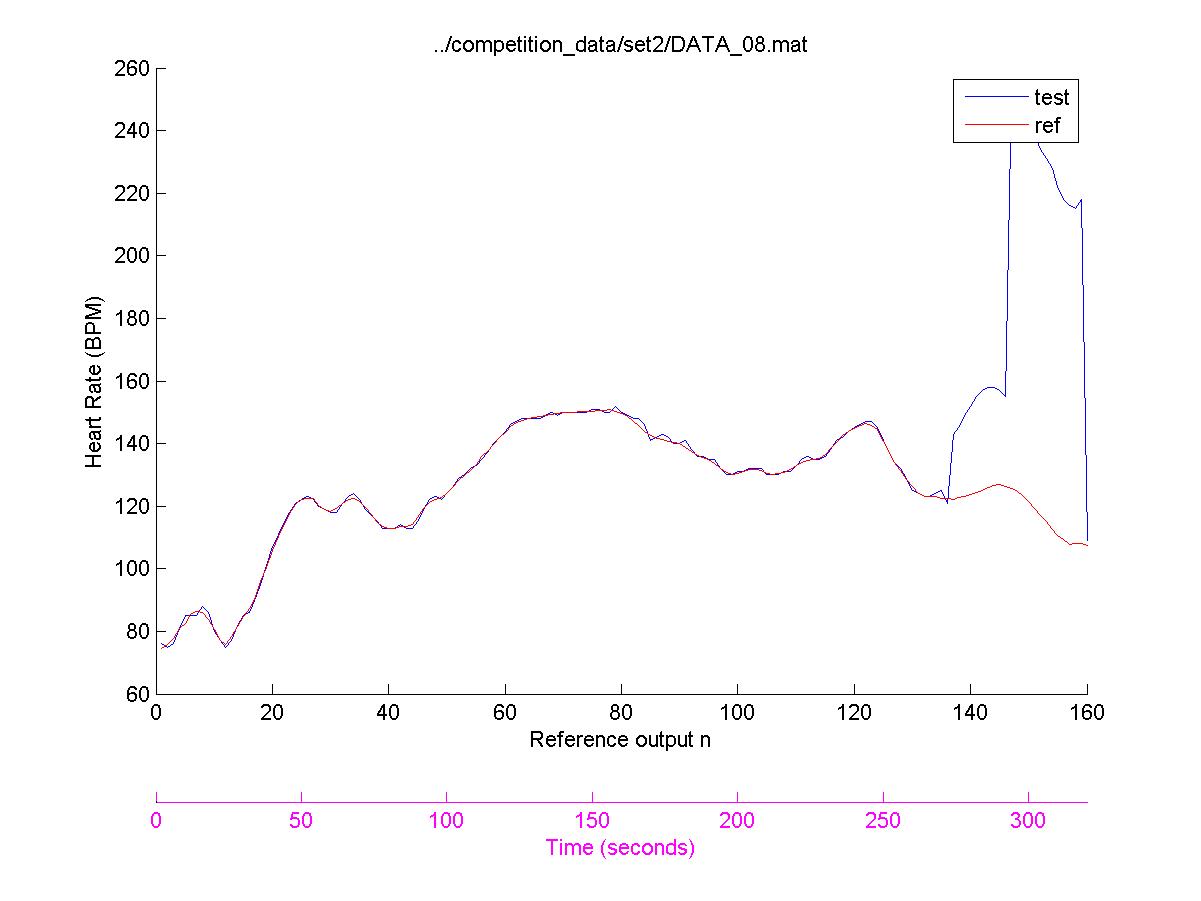 ../competition_data/set2/DATA_08.mat
260
240
220
200
180
160
140
120
100
80
60
Heart Rate (BPM)
test
ref
0 20 40 60 80 100 120 140 160
Reference output n
0 50 100 150 200 250 300
Time (seconds)